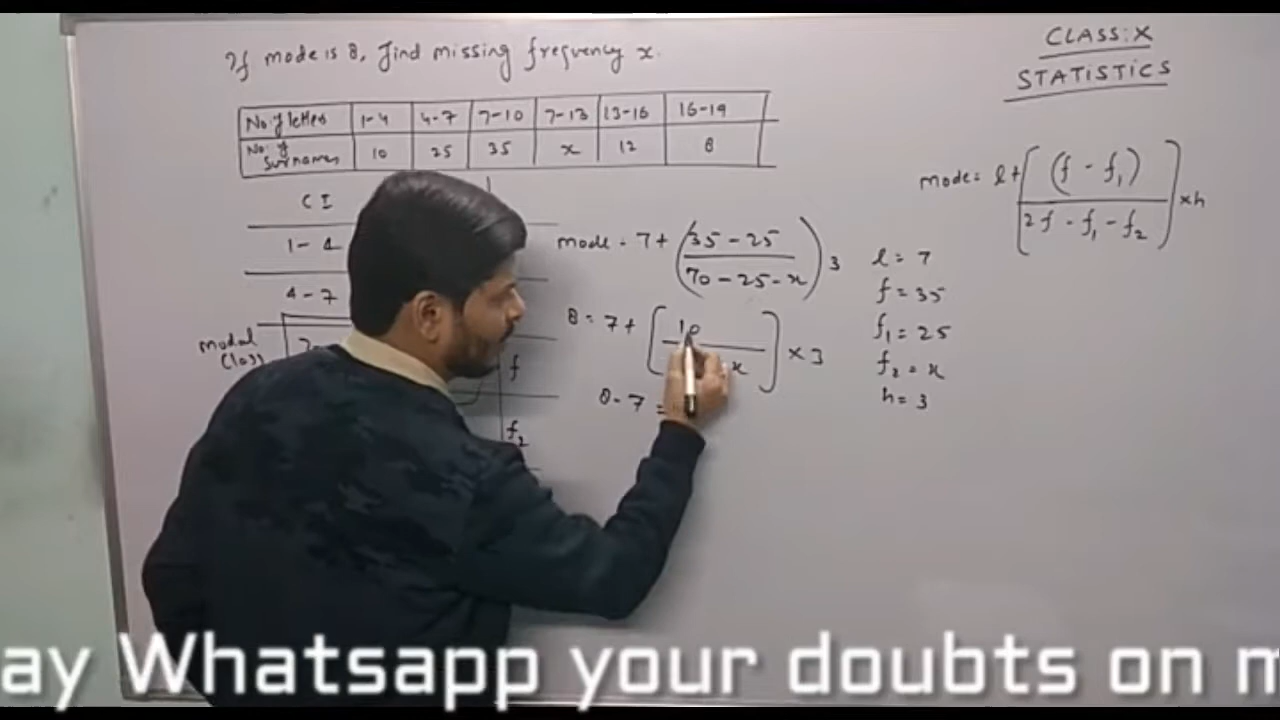 If mode is 8, find missing frequency x.
CLASS: X
STATISTICS
No. of letters 1-4 4-7 7-10 7-13 13-16 16-19
No. of Surnames 10 25 35 x 12 8
mode = l + [(f - f₁) / 2f - f₁ - f₂] × h
C I
1 - 4
4 - 7
modal class
f
f₂
mode = 7 + (35 - 25 / 70 - 25 - x) 3
8 = 7 + [10 / x] × 3
8 - 7 =
l = 7
f = 35
f₁ = 25
f₂ = x
h = 3
ay Whatsapp your doubts on m